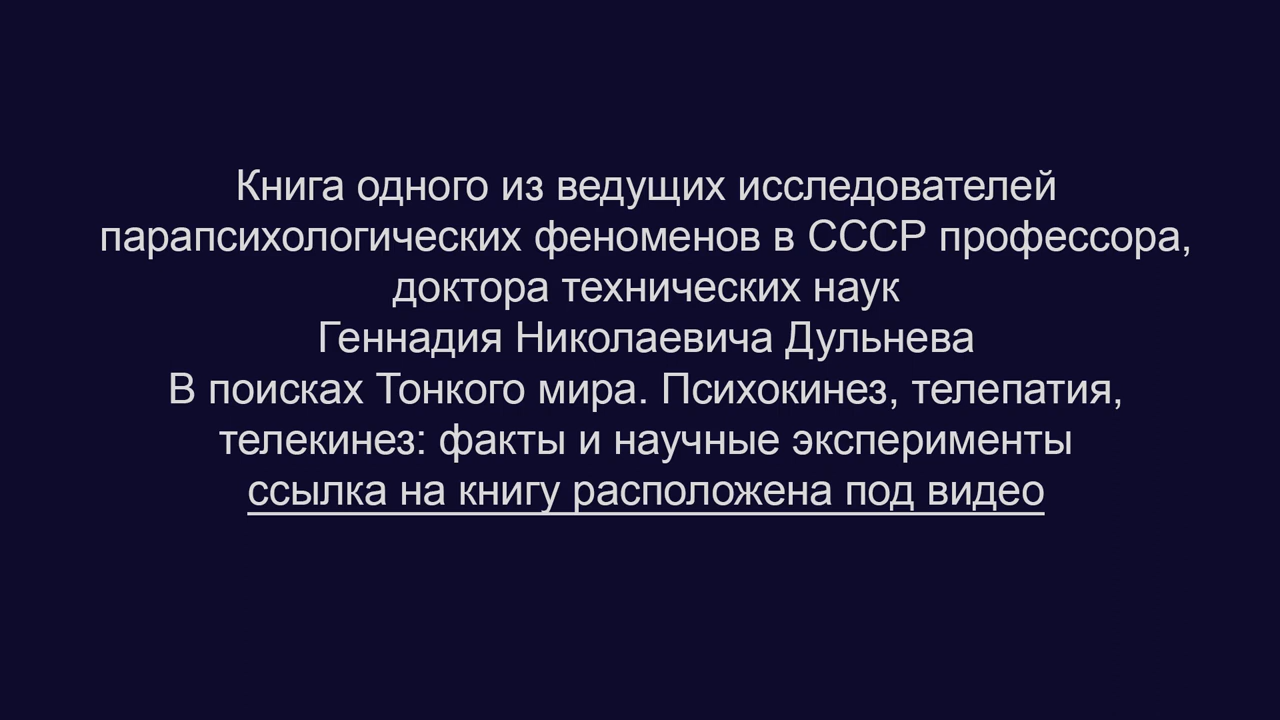 Книга одного из ведущих исследователей
парапсихологических феноменов в СССР профессора,
доктора технических наук
Геннадия Николаевича Дульнева
В поисках Тонкого мира. Психокинез, телепатия,
телекинез: факты и научные эксперименты
ссылка на книгу расположена под видео